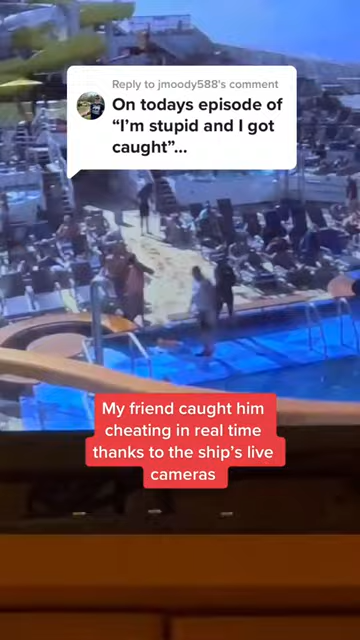 Reply to jmoody588's comment
On todays episode of
“I’m stupid and I got
caught”...
My friend caught him
cheating in real time
thanks to the ship’s live
cameras